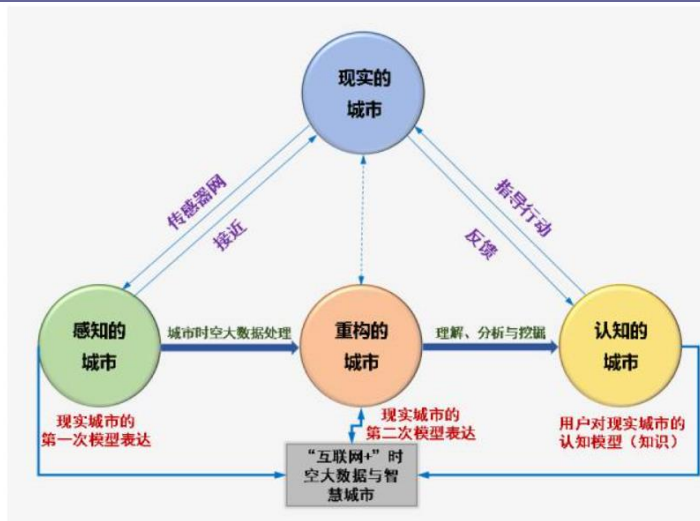 现实的
城市
传感器网
接近
指导行动
反馈
感知的
城市
城市时空大数据处理
重构的
城市
理解、分析与挖掘
认知的
城市
现实城市的
第一次模型表达
现实城市的
第二次模型表达
用户对现实城市的
认知模型（知识）
“互联网+”时
空大数据与智
慧城市